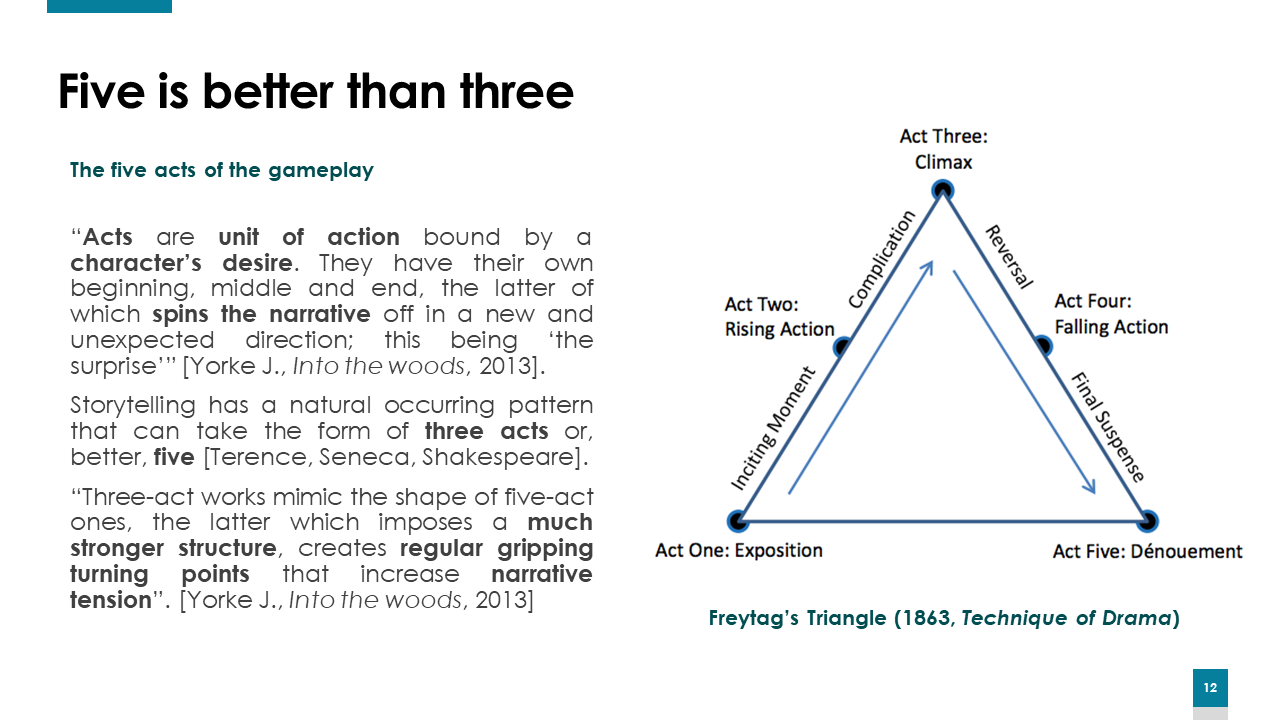 Five is better than three
The five acts of the gameplay
“Acts are unit of action bound by a
character’s desire. They have their own
beginning, middle and end, the latter of
which spins the narrative off in a new and
unexpected direction; this being ‘the
surprise’” [Yorke J., Into the woods, 2013].
Storytelling has a natural occurring pattern
that can take the form of three acts or,
better, five [Terence, Seneca, Shakespeare].
“Three-act works mimic the shape of five-act
ones, the latter which imposes a much
stronger structure, creates regular gripping
turning points that increase narrative
tension”. [Yorke J., Into the woods, 2013]
Act Three:
Climax
Complication
Reversal
Act Two:
Rising Action
Act Four:
Falling Action
Inciting Moment
Final Suspense
Act One: Exposition
Act Five: Dénouement
Freytag’s Triangle (1863, Technique of Drama)
12